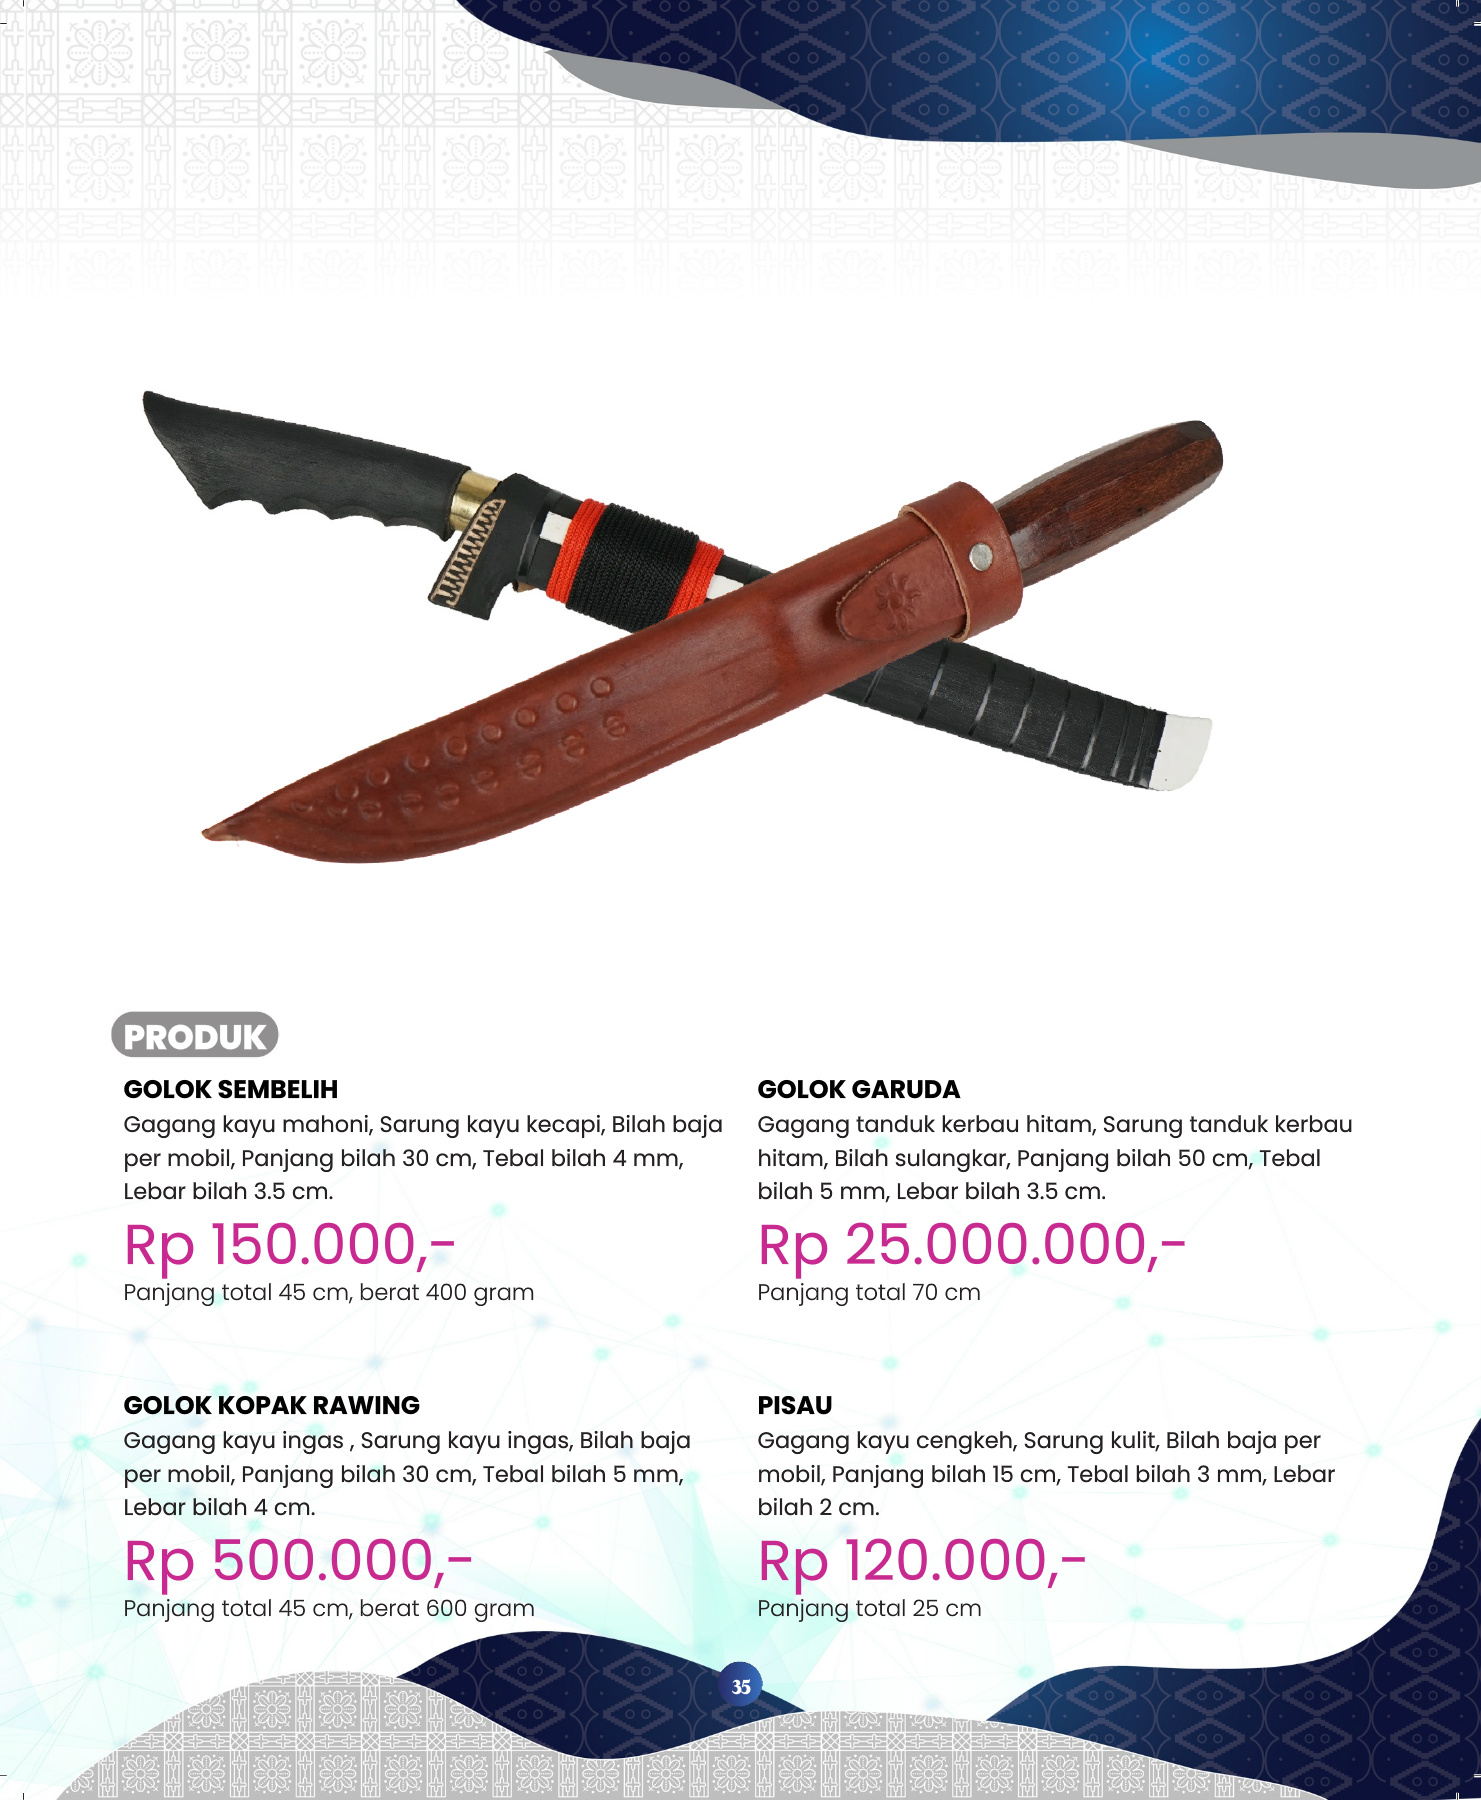 PRODUK
GOLOK SEMBELIH
Gagang kayu mahoni, Sarung kayu kecapi, Bilah baja
per mobil, Panjang bilah 30 cm, Tebal bilah 4 mm,
Lebar bilah 3.5 cm.
Rp 150.000,-
Panjang total 45 cm, berat 400 gram
GOLOK GARUDA
Gagang tanduk kerbau hitam, Sarung tanduk kerbau
hitam, Bilah sulangkar, Panjang bilah 50 cm, Tebal
bilah 5 mm, Lebar bilah 3.5 cm.
Rp 25.000.000,-
Panjang total 70 cm
GOLOK KOPAK RAWING
Gagang kayu ingas , Sarung kayu ingas, Bilah baja
per mobil, Panjang bilah 30 cm, Tebal bilah 5 mm,
Lebar bilah 4 cm.
Rp 500.000,-
Panjang total 45 cm, berat 600 gram
PISAU
Gagang kayu cengkeh, Sarung kulit, Bilah baja per
mobil, Panjang bilah 15 cm, Tebal bilah 3 mm, Lebar
bilah 2 cm.
Rp 120.000,-
Panjang total 25 cm
35